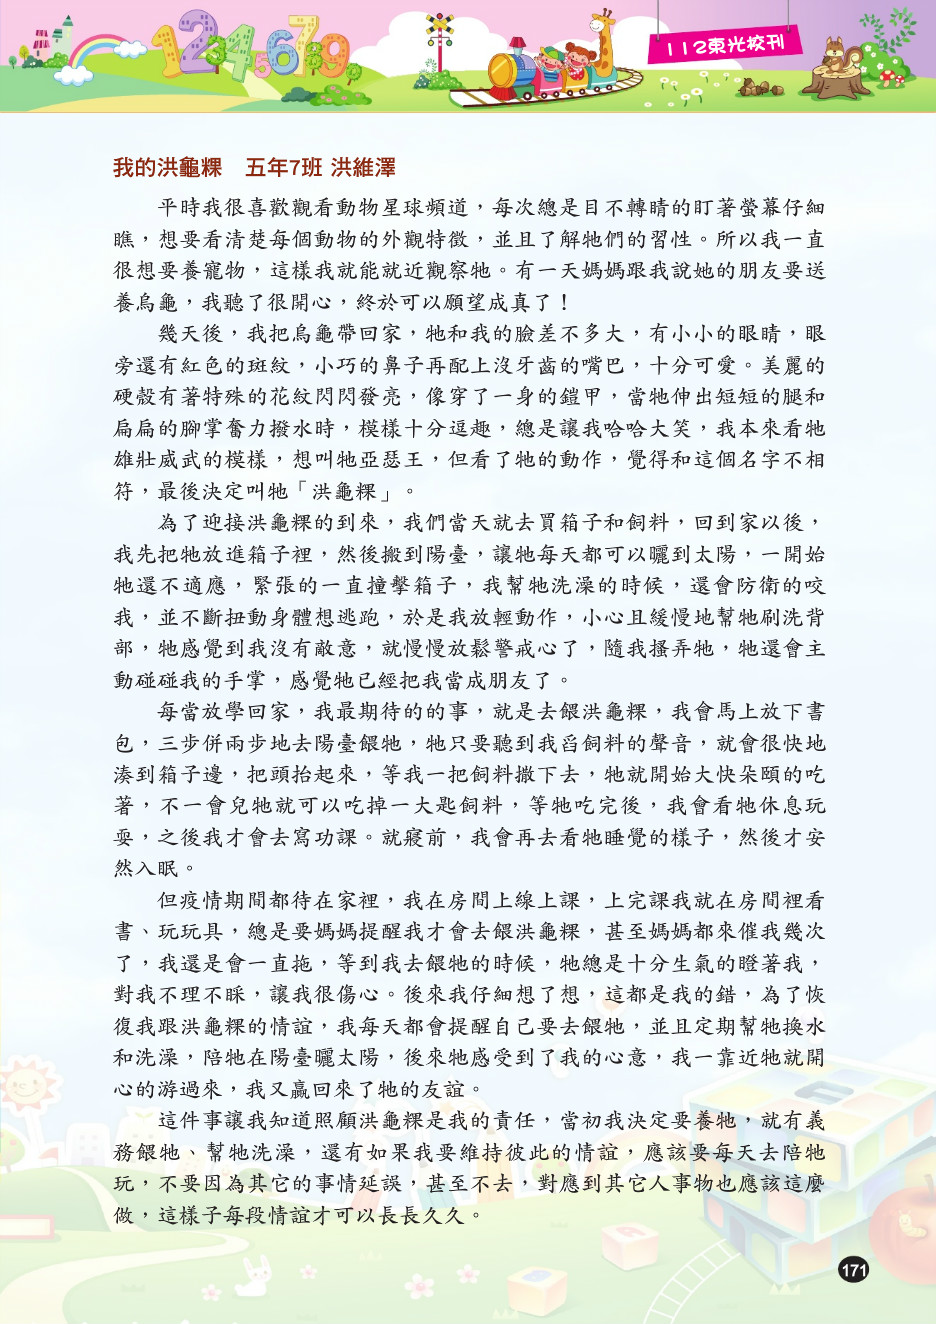 1 2 4 5 6 7 9
112東光校刊
我的洪龜粿　五年7班 洪維澤
平時我很喜歡觀看動物星球頻道，每次總是目不轉睛的盯著螢幕仔細
瞧，想要看清楚每個動物的外觀特徵，並且了解牠們的習性。所以我一直
很想要養寵物，這樣我就能就近觀察牠。有一天媽媽跟我說她的朋友要送
養烏龜，我聽了很開心，終於可以願望成真了！
幾天後，我把烏龜帶回家，牠和我的臉差不多大，有小小的眼睛，眼
旁還有紅色的斑紋，小巧的鼻子再配上沒牙齒的嘴巴，十分可愛。美麗的
硬殼有著特殊的花紋閃閃發亮，像穿了一身的鎧甲，當牠伸出短短的腿和
扁扁的腳掌奮力撥水時，模樣十分逗趣，總是讓我哈哈大笑，我本來看牠
雄壯威武的模樣，想叫牠亞瑟王，但看了牠的動作，覺得和這個名字不相
符，最後決定叫牠「洪龜粿」。
為了迎接洪龜粿的到來，我們當天就去買箱子和飼料，回到家以後，
我先把牠放進箱子裡，然後搬到陽臺，讓牠每天都可以曬到太陽，一開始
牠還不適應，緊張的一直撞擊箱子，我幫牠洗澡的時候，還會防衛的咬
我，並不斷扭動身體想逃跑，於是我放輕動作，小心且緩慢地幫牠刷洗背
部，牠感覺到我沒有敵意，就慢慢放鬆警戒心了，隨我搔弄牠，牠還會主
動碰碰我的手掌，感覺牠已經把我當成朋友了。
每當放學回家，我最期待的的事，就是去餵洪龜粿，我會馬上放下書
包，三步併兩步地去陽臺餵牠，牠只要聽到我舀飼料的聲音，就會很快地
湊到箱子邊，把頭抬起來，等我一把飼料撒下去，牠就開始大快朵頤的吃
著，不一會兒牠就可以吃掉一大匙飼料，等牠吃完後，我會看牠休息玩
耍，之後我才會去寫功課。就寢前，我會再去看牠睡覺的樣子，然後才安
然入眠。
但疫情期間都待在家裡，我在房間上線上課，上完課我就在房間裡看
書、玩玩具，總是要媽媽提醒我才會去餵洪龜粿，甚至媽媽都來催我幾次
了，我還是會一直拖，等到我去餵牠的時候，牠總是十分生氣的瞪著我，
對我不理不睬，讓我很傷心。後來我仔細想了想，這都是我的錯，為了恢
復我跟洪龜粿的情誼，我每天都會提醒自己要去餵牠，並且定期幫牠換水
和洗澡，陪牠在陽臺曬太陽，後來牠感受到了我的心意，我一靠近牠就開
心的游過來，我又贏回來了牠的友誼。
這件事讓我知道照顧洪龜粿是我的責任，當初我決定要養牠，就有義
務餵牠、幫牠洗澡，還有如果我要維持彼此的情誼，應該要每天去陪牠
玩，不要因為其它的事情延誤，甚至不去，對應到其它人事物也應該這麼
做，這樣子每段情誼才可以長長久久。
171